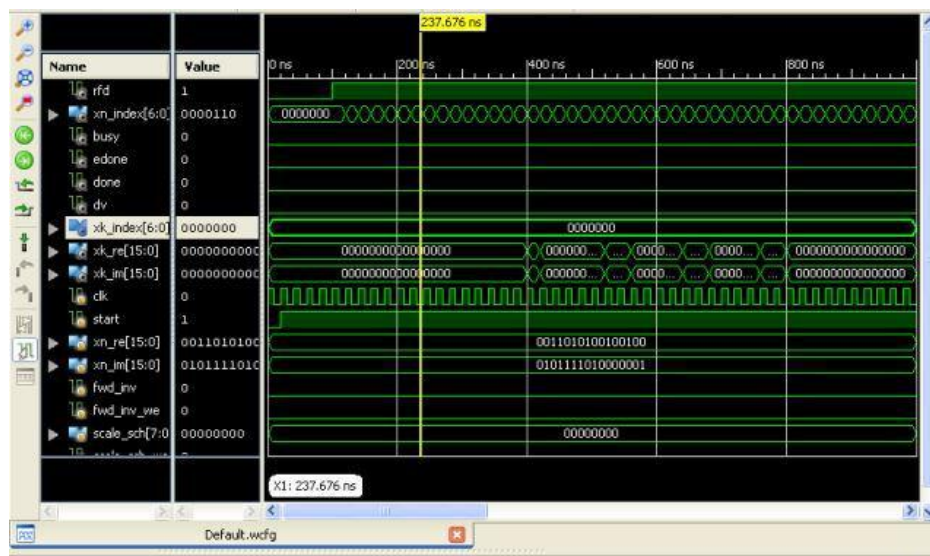 237.676 ns
Name Value 0 ns 200 ns 400 ns 600 ns 800 ns
rfd 1
xn_index[6:0] 0000110 0000000
busy 0
edone 0
done 0
dv 0
xk_index[6:0] 0000000 0000000
xk_re[15:0] 0000000000 0000000000000000 000000... ... 0000... ... 0000... ... 0000000000000000
xk_im[15:0] 0000000000 0000000000000000 000000... ... 0000... ... 0000... ... 0000000000000000
clk 0
start 1
xn_re[15:0] 0011010100 0011010100100100
xn_im[15:0] 0101111010 0101111010000001
fwd_inv 0
fwd_inv_we 0
scale_sch[7:0 00000000 00000000
X1: 237.676 ns
Default.wcfg